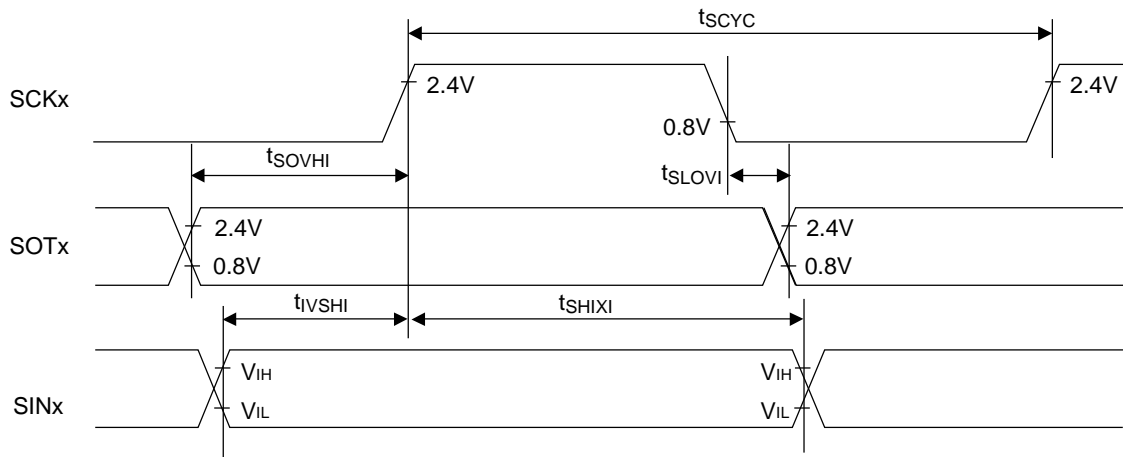 tSCYC
SCKx
2.4V
0.8V
2.4V
tSOVHI
tSLOVI
SOTx
2.4V
0.8V
2.4V
0.8V
tIVSHI
tSHIXI
SINx
VIH
VIL
VIH
VIL